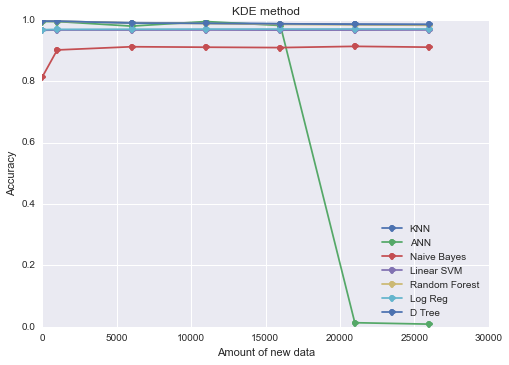 KDE method
1.0
0.8
0.6
0.4
0.2
0.0
Accuracy
KNN
ANN
Naive Bayes
Linear SVM
Random Forest
Log Reg
D Tree
0
5000
10000
15000
20000
25000
30000
Amount of new data